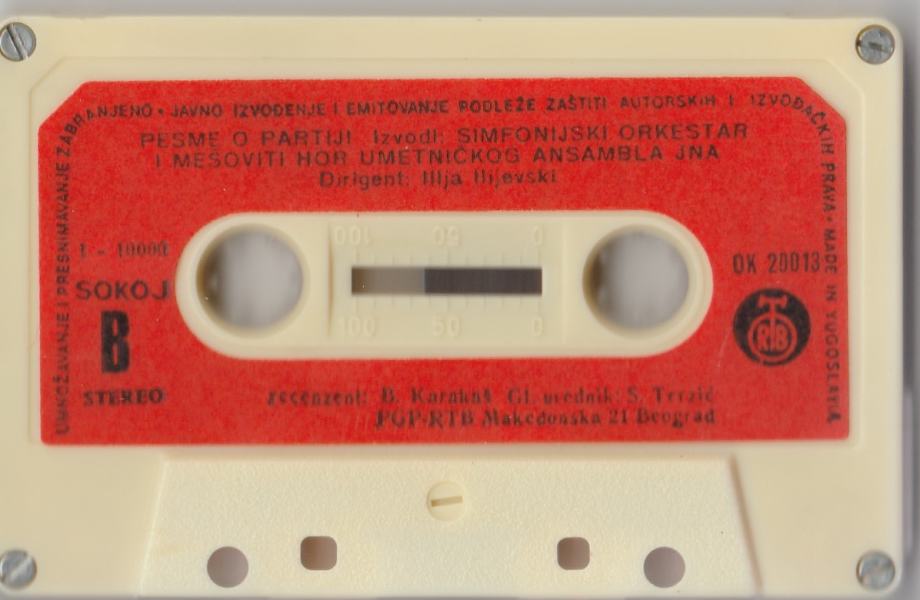 UMNOŽAVANJE I PRESNIMAVANJE ZABRANJENO • JAVNO IZVOĐENJE I EMITOVANJE PODLEŽE ZAŠTITI AUTORSKIH I IZVOĐAČKIH PRAVA • MADE IN YUGOSLAVIA
PESME O PARTIJI Izvodi: SIMFONIJSKI ORKESTAR
I MESOVITI HOR UMETNIČKOG ANSAMBLA JNA
Dirigent: Ilija Ilijevski
100 50 0
1 - 10000
OK 20013
SOKOJ
100 50 0
B
RTB
STEREO
recenzent: B. Karakaš Gl. urednik: S. Terzić
PGP-RTB Makedonska 21 Beograd